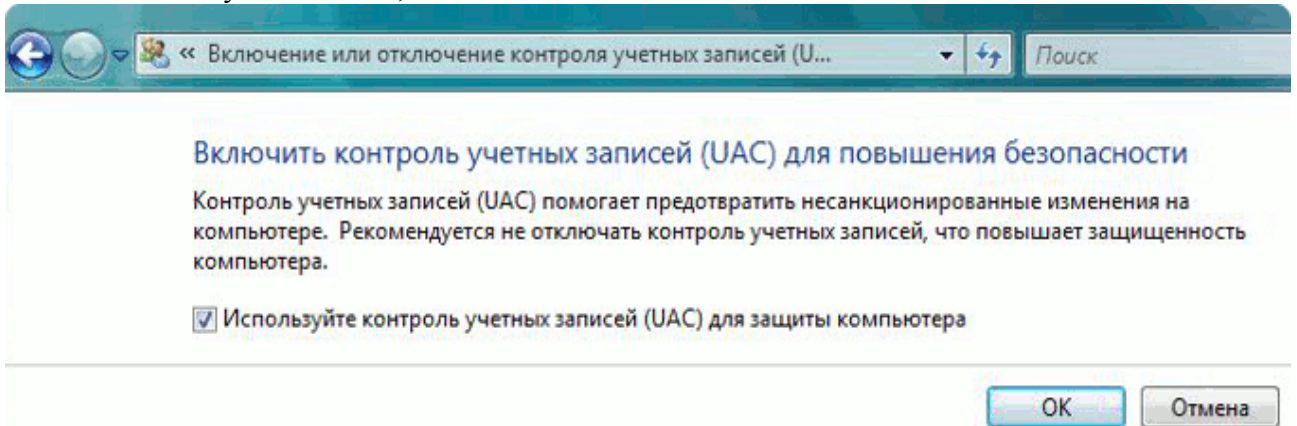 « Включение или отключение контроля учетных записей (U...
Поиск
Включить контроль учетных записей (UAC) для повышения безопасности
Контроль учетных записей (UAC) помогает предотвратить несанкционированные изменения на
компьютере. Рекомендуется не отключать контроль учетных записей, что повышает защищенность
компьютера.
Используйте контроль учетных записей (UAC) для защиты компьютера
ОК
Отмена